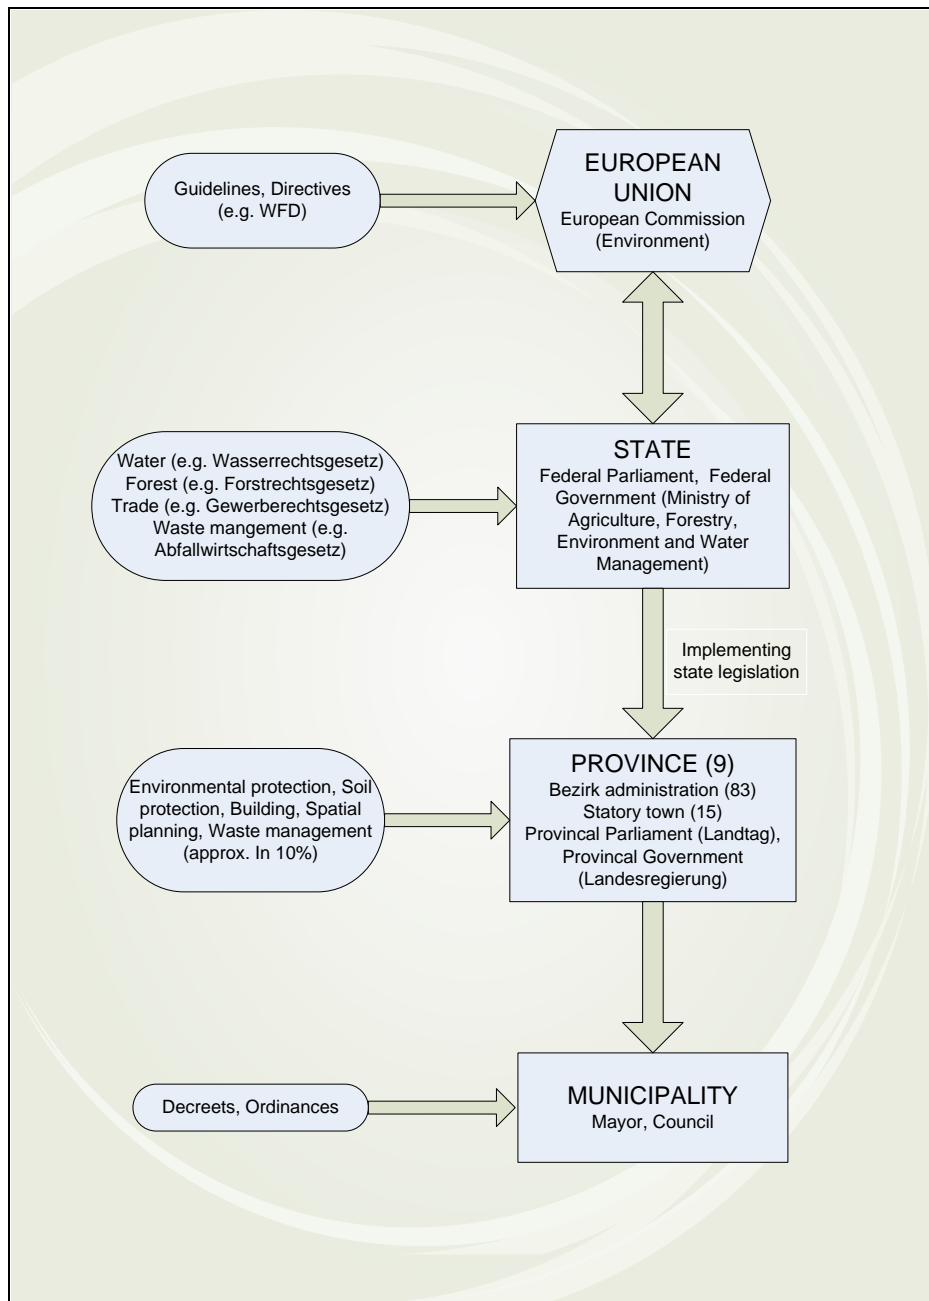 Guidelines, Directives
(e.g. WFD)
EUROPEAN
UNION
European Commission
(Environment)
Water (e.g. Wasserrechtsgesetz)
Forest (e.g. Forstrechtsgesetz)
Trade (e.g. Gewerberechtsgesetz)
Waste mangement (e.g.
Abfallwirtschaftsgesetz)
STATE
Federal Parliament, Federal
Government (Ministry of
Agriculture, Forestry,
Environment and Water
Management)
Implementing
state legislation
Environmental protection, Soil
protection, Building, Spatial
planning, Waste management
(approx. In 10%)
PROVINCE (9)
Bezirk administration (83)
Statory town (15)
Provincal Parliament (Landtag),
Provincal Government
(Landesregierung)
Decreets, Ordinances
MUNICIPALITY
Mayor, Council